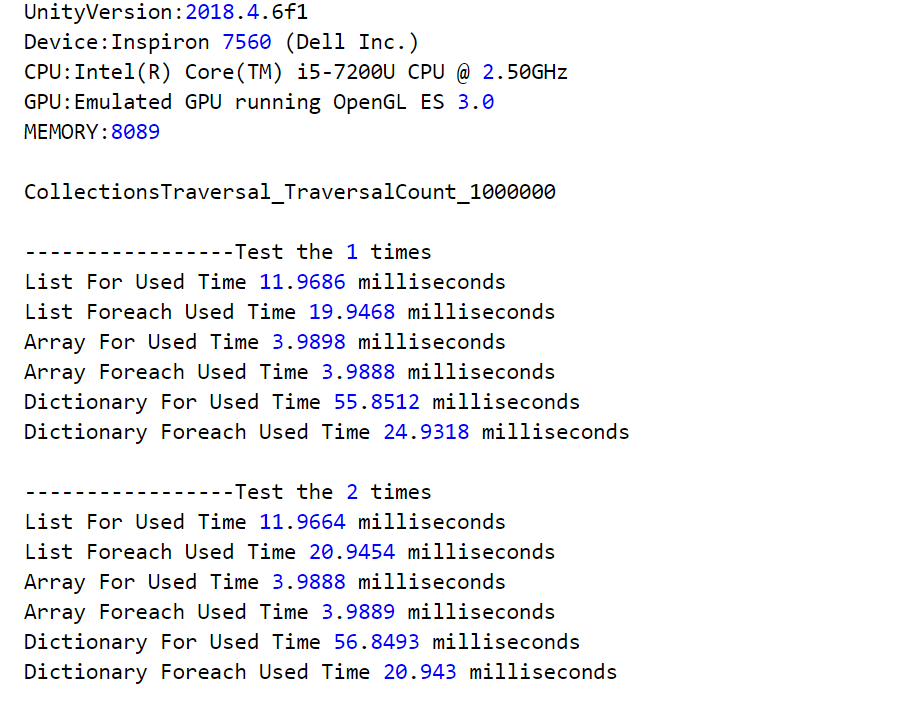 UnityVersion:2018.4.6f1
Device:Inspiron 7560 (Dell Inc.)
CPU:Intel(R) Core(TM) i5-7200U CPU @ 2.50GHz
GPU:Emulated GPU running OpenGL ES 3.0
MEMORY:8089
CollectionsTraversal_TraversalCount_1000000
-----------------Test the 1 times
List For Used Time 11.9686 milliseconds
List Foreach Used Time 19.9468 milliseconds
Array For Used Time 3.9898 milliseconds
Array Foreach Used Time 3.9888 milliseconds
Dictionary For Used Time 55.8512 milliseconds
Dictionary Foreach Used Time 24.9318 milliseconds
-----------------Test the 2 times
List For Used Time 11.9664 milliseconds
List Foreach Used Time 20.9454 milliseconds
Array For Used Time 3.9888 milliseconds
Array Foreach Used Time 3.9889 milliseconds
Dictionary For Used Time 56.8493 milliseconds
Dictionary Foreach Used Time 20.943 milliseconds